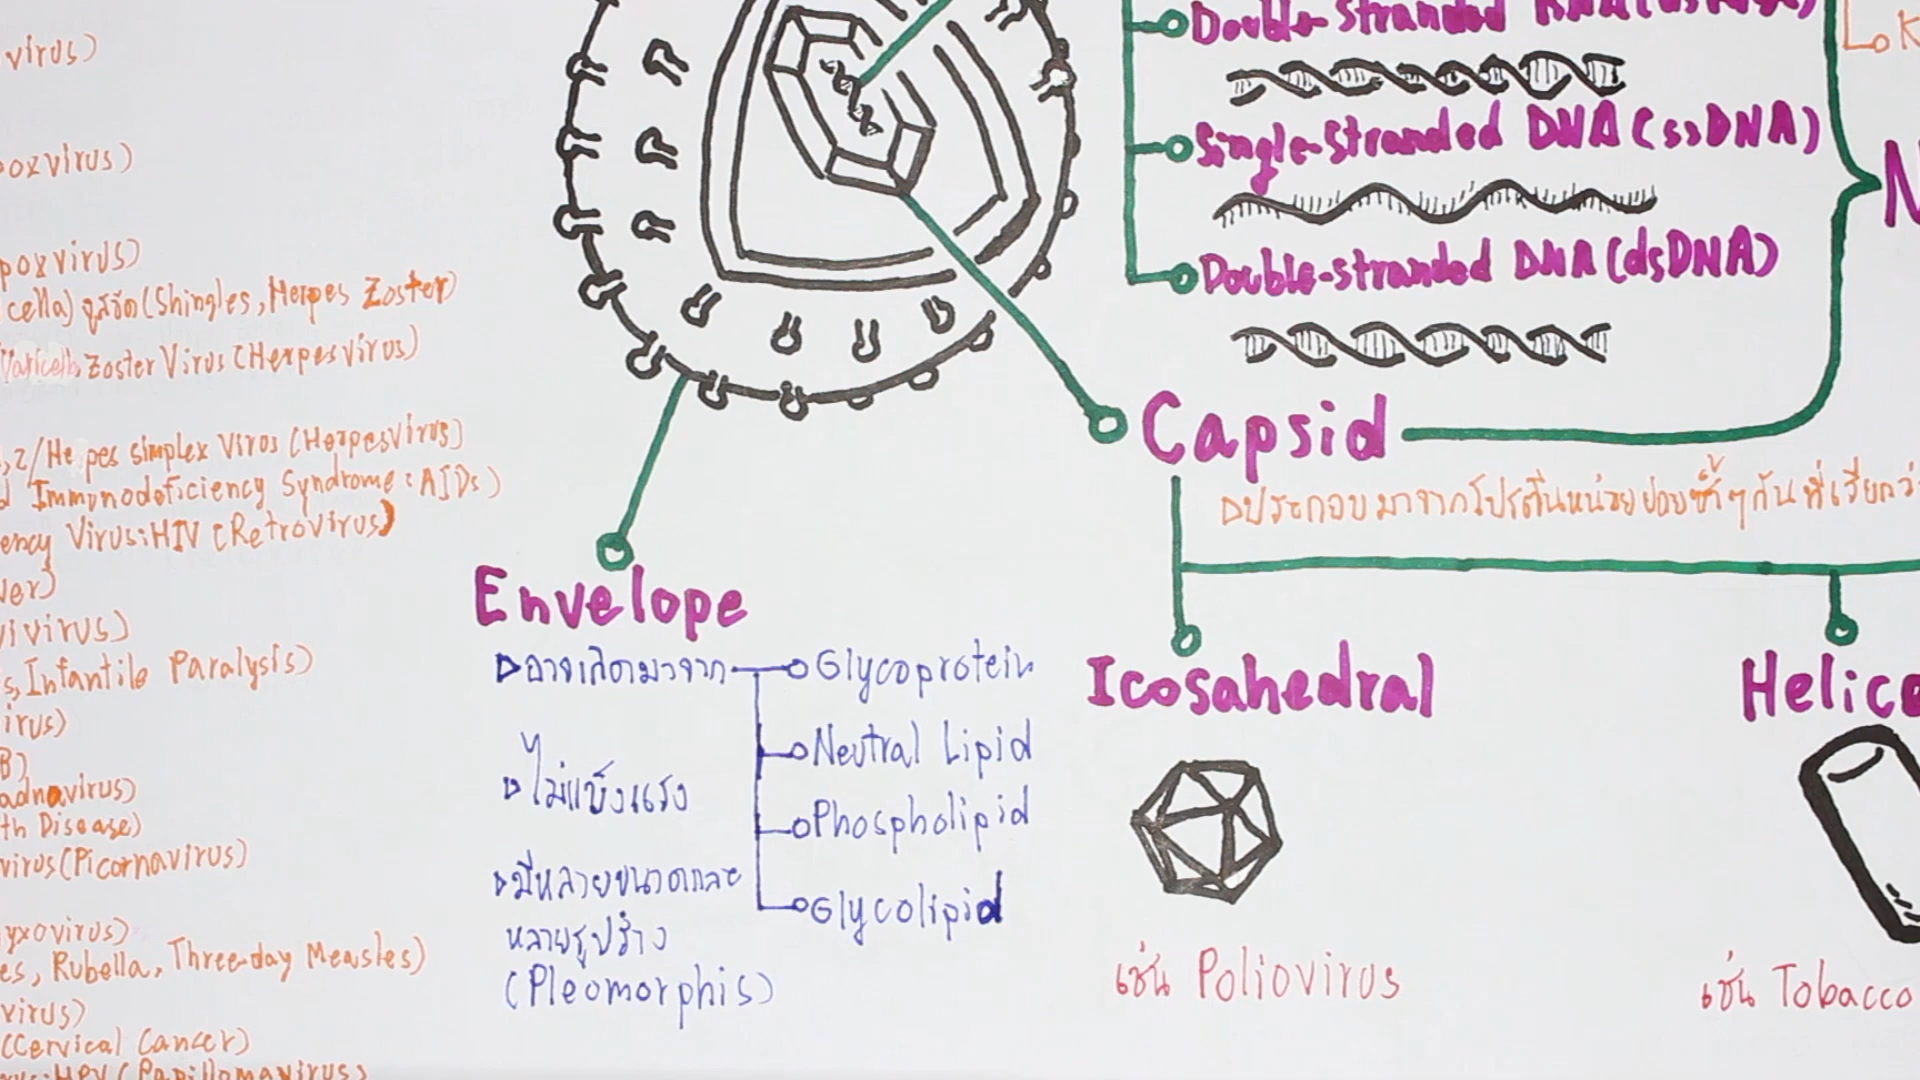 virus)
oxvirus)
poxvirus)
cella) งูสวัด (Shingles, Herpes Zoster)
Varicella Zoster Virus (Herpesvirus)
simplex Virus (Herpesvirus)
Immunodeficiency Syndrome: AIDs)
ency Virus: HIV (Retrovirus)
ver)
vivirus)
s, Infantile Paralysis)
irus)
B)
adnavirus)
th Disease)
virus (Picornavirus)
yxovirus)
es, Rubella, Three-day Measles)
virus)
(Cervical Cancer)
HPV (Papillomavirus)
Envelope
อาจเกิดมาจาก
Glycoprotein
Neutral Lipid
Phospholipid
Glycolipid
ไม่แข็งแรง
มีหลายขนาดและ
หลายรูปร่าง
(Pleomorphis)
Double-Stranded RNA (dsRNA)
Single-Stranded DNA (ssDNA)
Double-stranded DNA (dsDNA)
N
K
Capsid
ประกอบมาจากโปรตีนหน่วยย่อยซ้ำๆกันที่เรียกว่
Icosahedral
เช่น Poliovirus
Helica
เช่น Tobacco